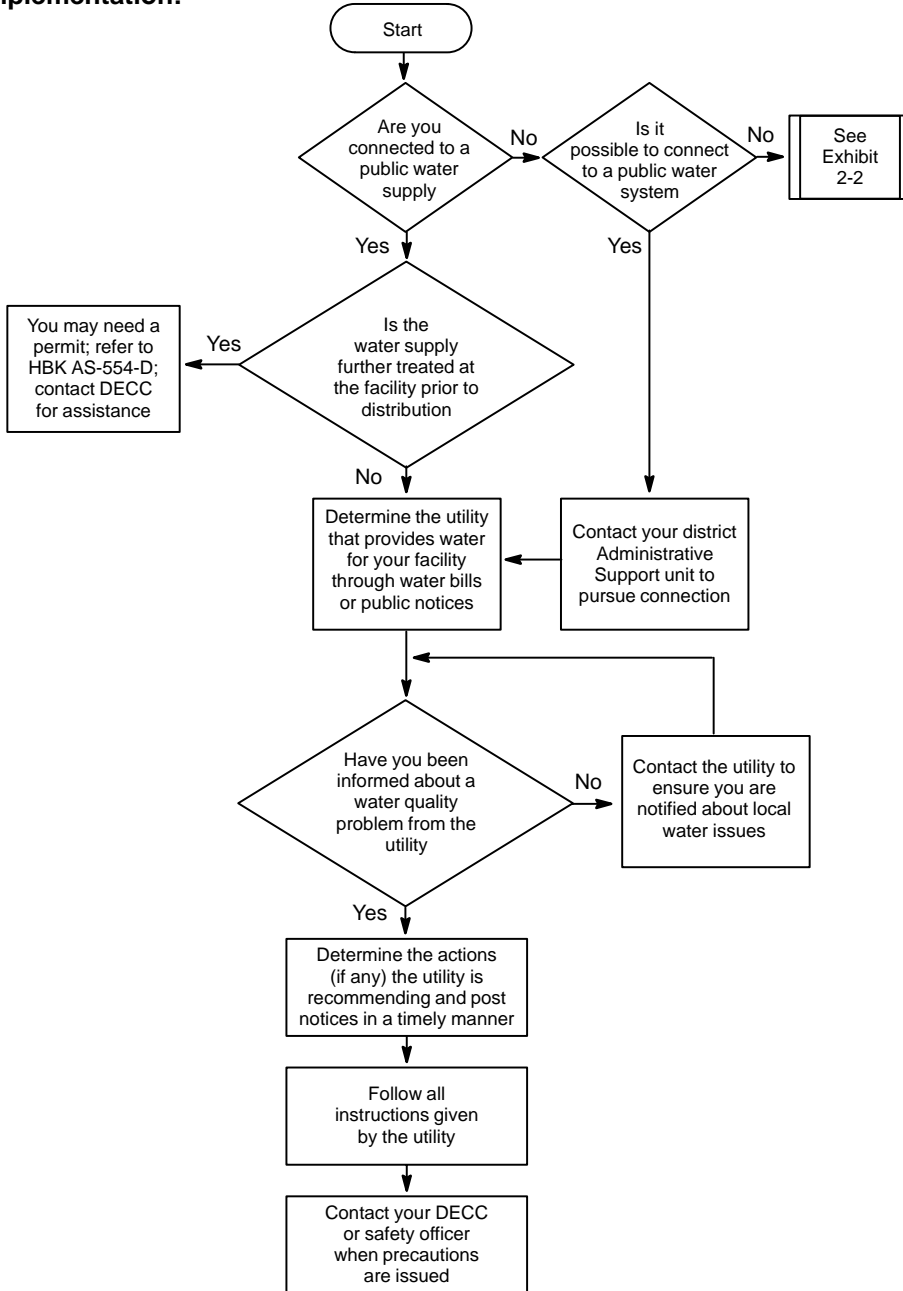 mplementation:
Start
Are you
connected to a
public water
supply
No
Is it
possible to connect
to a public water
system
No
See
Exhibit
2-2
Yes
Yes
You may need a
permit; refer to
HBK AS-554-D;
contact DECC
for assistance
Yes
Is the
water supply
further treated at
the facility prior to
distribution
No
Determine the utility
that provides water
for your facility
through water bills
or public notices
Contact your district
Administrative
Support unit to
pursue connection
Have you been
informed about a
water quality
problem from the
utility
No
Contact the utility to
ensure you are
notified about local
water issues
Yes
Determine the actions
(if any) the utility is
recommending and post
notices in a timely manner
Follow all
instructions given
by the utility
Contact your DECC
or safety officer
when precautions
are issued